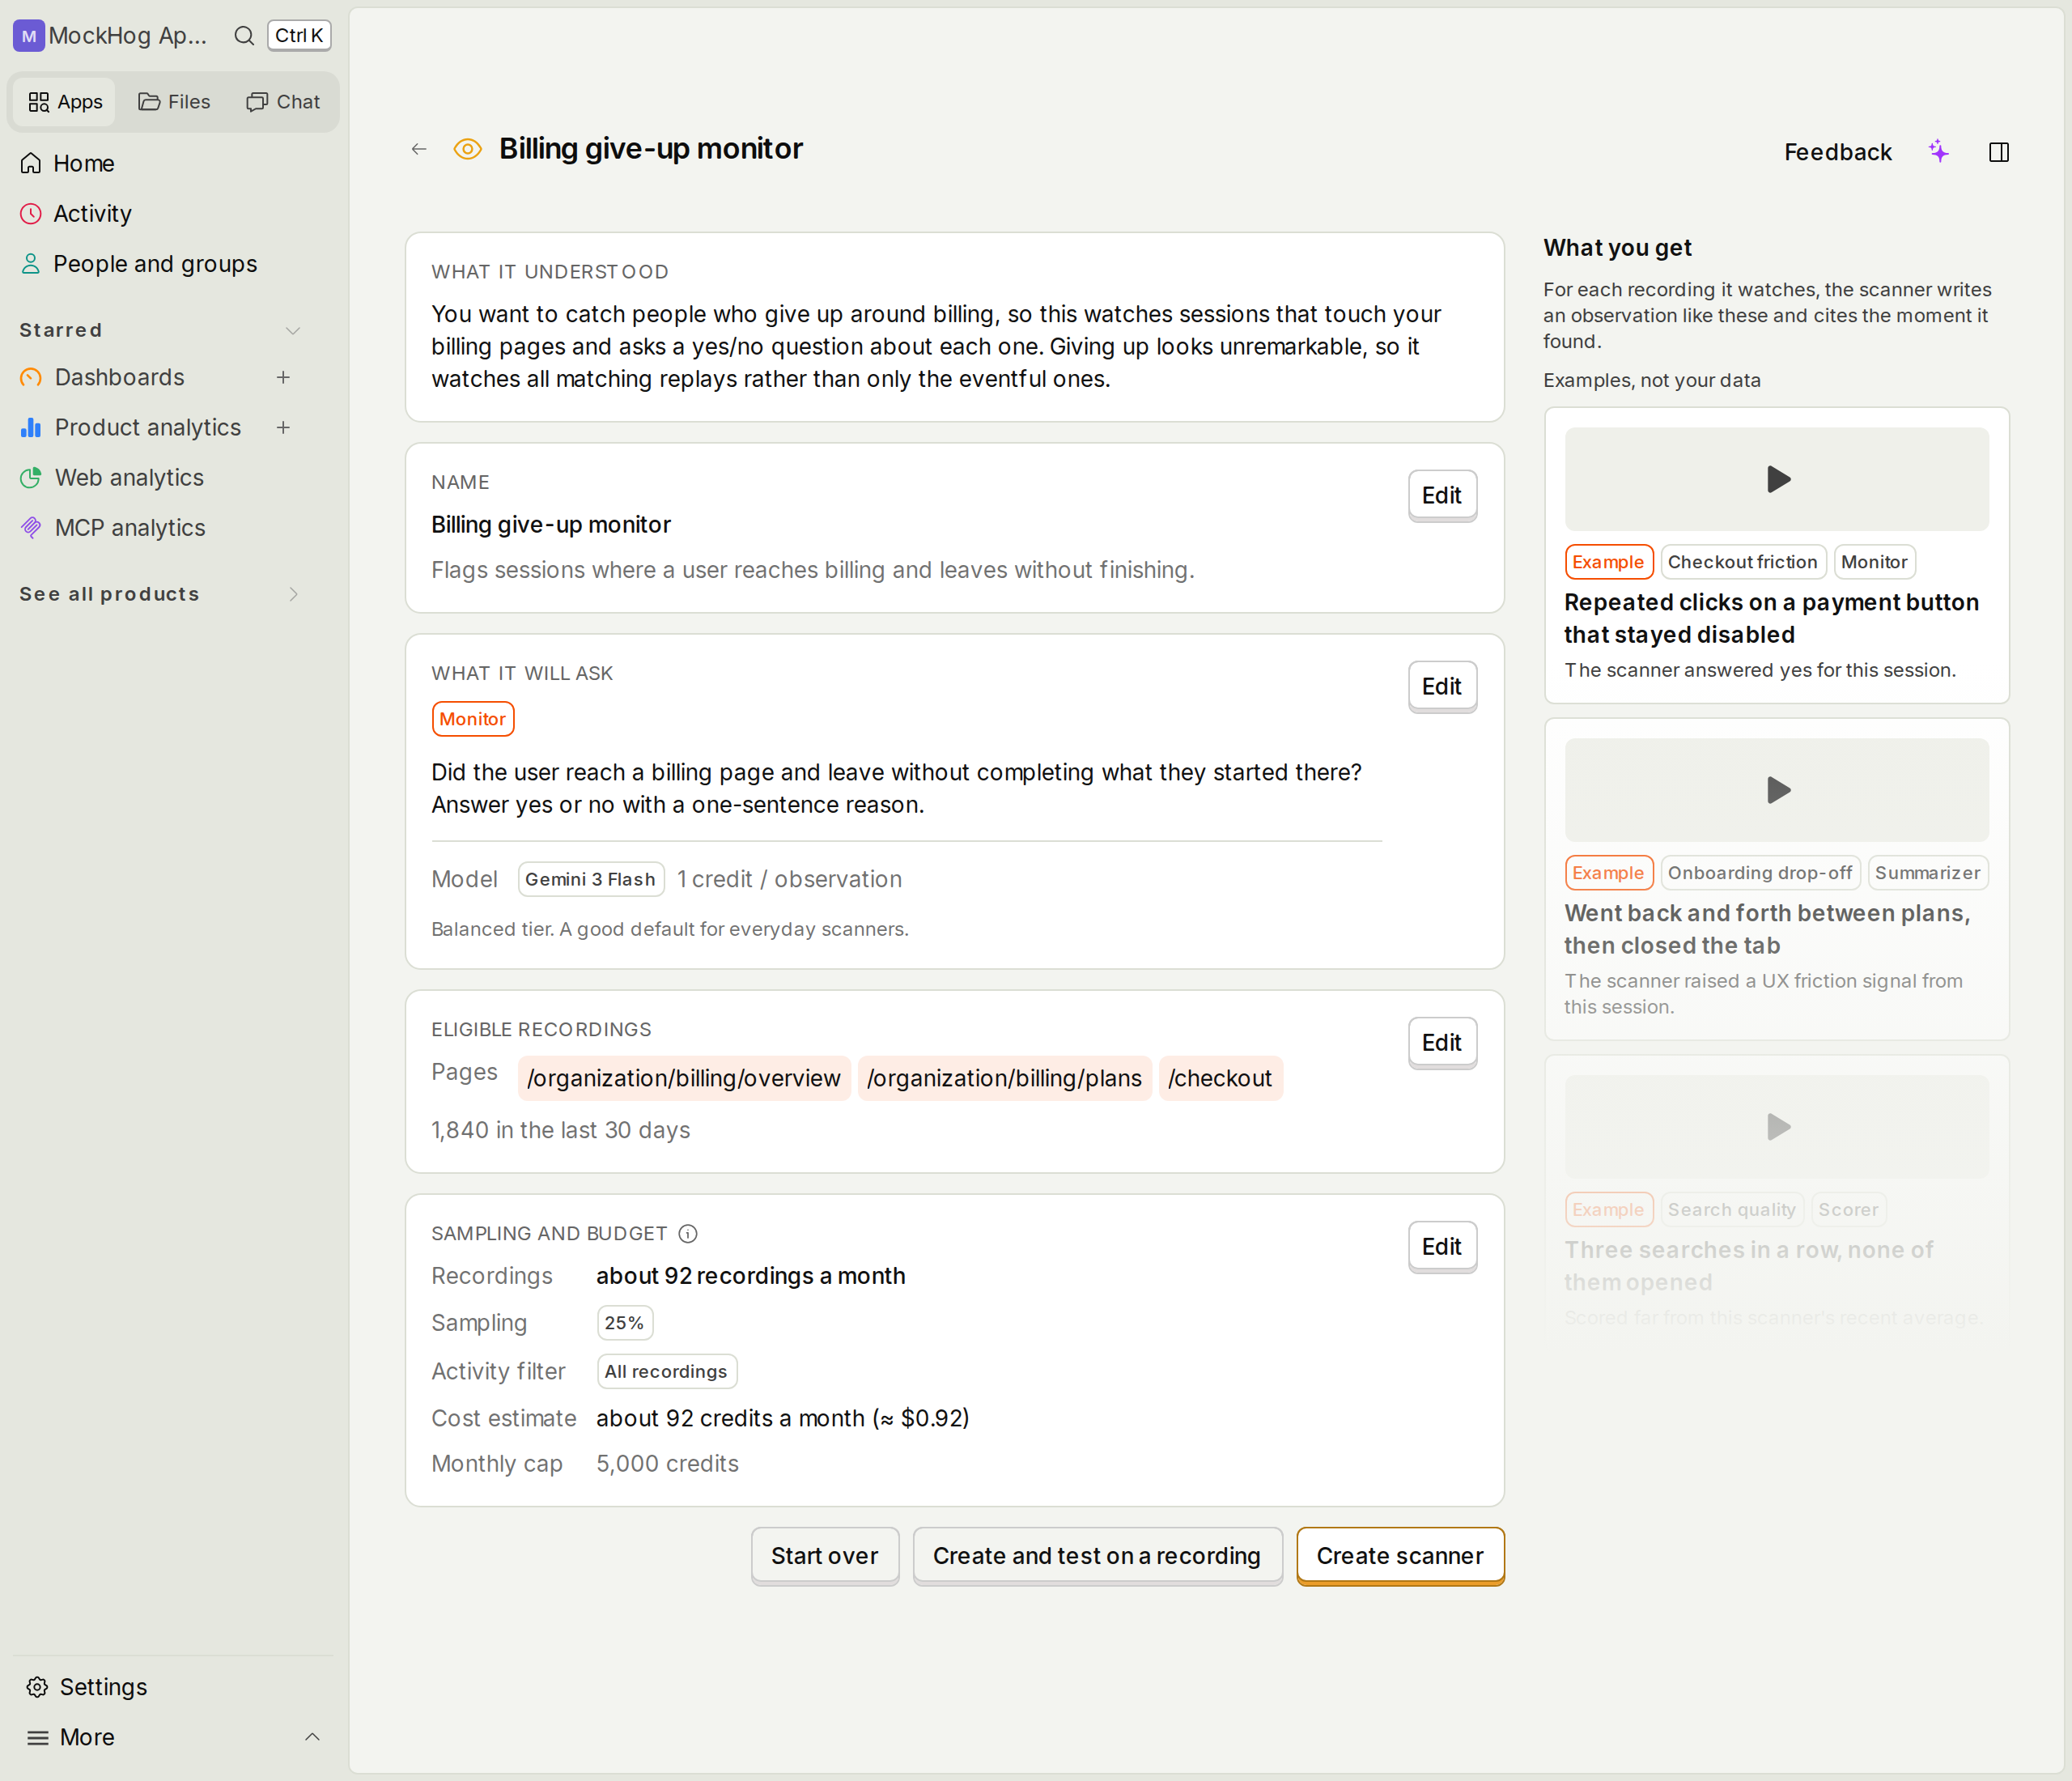 M MockHog Ap... Ctrl K
Apps Files Chat
Home
Activity
People and groups
Starred
Dashboards
Product analytics
Web analytics
MCP analytics
See all products
Settings
More
Billing give-up monitor
Feedback
WHAT IT UNDERSTOOD
You want to catch people who give up around billing, so this watches sessions that touch your
billing pages and asks a yes/no question about each one. Giving up looks unremarkable, so it
watches all matching replays rather than only the eventful ones.
NAME
Edit
Billing give-up monitor
Flags sessions where a user reaches billing and leaves without finishing.
WHAT IT WILL ASK
Edit
Monitor
Did the user reach a billing page and leave without completing what they started there?
Answer yes or no with a one-sentence reason.
Model Gemini 3 Flash 1 credit / observation
Balanced tier. A good default for everyday scanners.
ELIGIBLE RECORDINGS
Edit
Pages /organization/billing/overview /organization/billing/plans /checkout
1,840 in the last 30 days
SAMPLING AND BUDGET
Edit
Recordings about 92 recordings a month
Sampling 25%
Activity filter All recordings
Cost estimate about 92 credits a month (≈ $0.92)
Monthly cap 5,000 credits
Start over Create and test on a recording Create scanner
What you get
For each recording it watches, the scanner writes
an observation like these and cites the moment it
found.
Examples, not your data
Example Checkout friction Monitor
Repeated clicks on a payment button
that stayed disabled
The scanner answered yes for this session.
Example Onboarding drop-off Summarizer
Went back and forth between plans,
then closed the tab
The scanner raised a UX friction signal from
this session.
Example Search quality Scorer
Three searches in a row, none of
them opened
Scored far from this scanner's recent average.